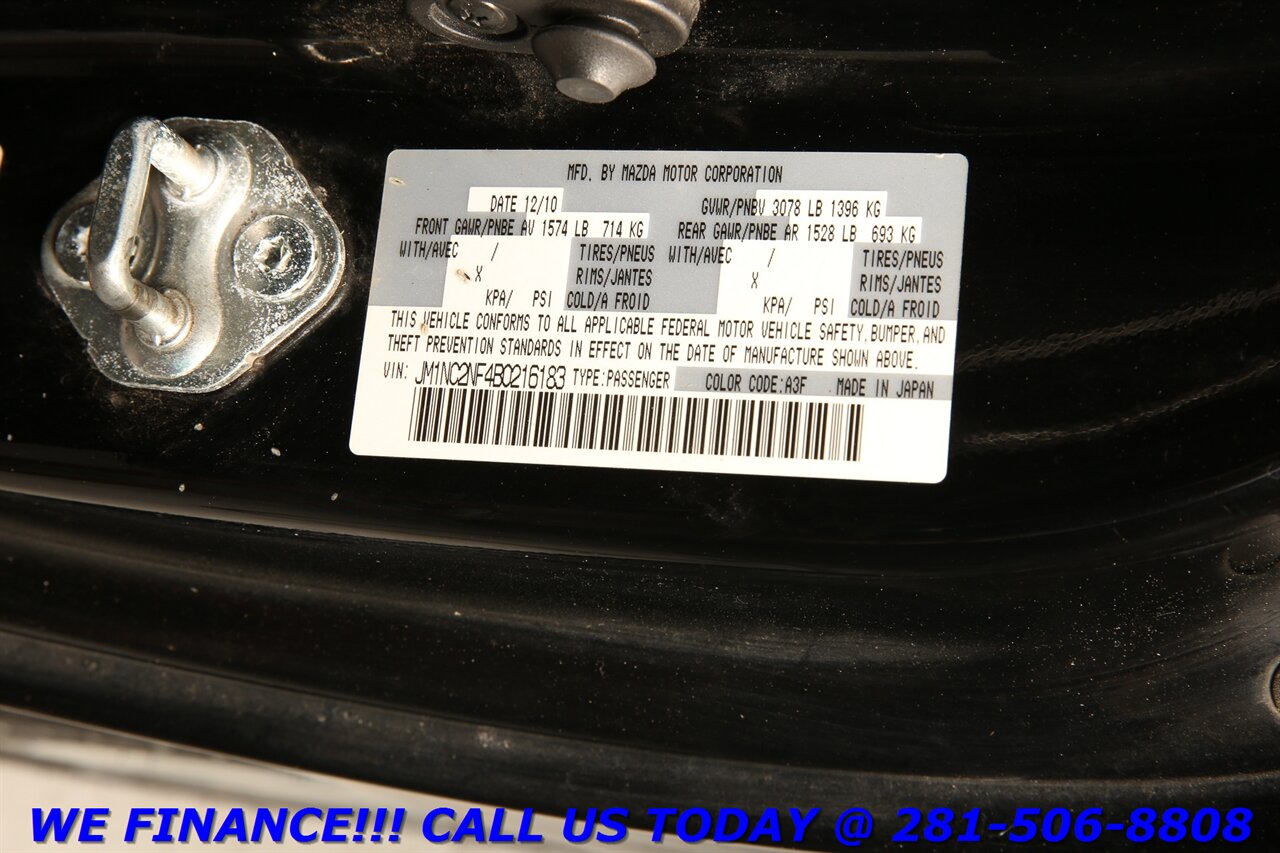 MFD. BY MAZDA MOTOR CORPORATION
DATE 12/10 GVWR/PNBV 3078 LB 1396 KG
FRONT GAWR/PNBE AV 1574 LB 714 KG REAR GAWR/PNBE AR 1528 LB 693 KG
WITH/AVEC / TIRES/PNEUS WITH/AVEC / TIRES/PNEUS
X RIMS/JANTES X RIMS/JANTES
KPA/ PSI COLD/A FROID KPA/ PSI COLD/A FROID
THIS VEHICLE CONFORMS TO ALL APPLICABLE FEDERAL MOTOR VEHICLE SAFETY, BUMPER, AND
THEFT PREVENTION STANDARDS IN EFFECT ON THE DATE OF MANUFACTURE SHOWN ABOVE.
VIN: JM1NC2NF4B0216183 TYPE:PASSENGER COLOR CODE:A3F MADE IN JAPAN
WE FINANCE!!! CALL US TODAY @ 281-506-8808